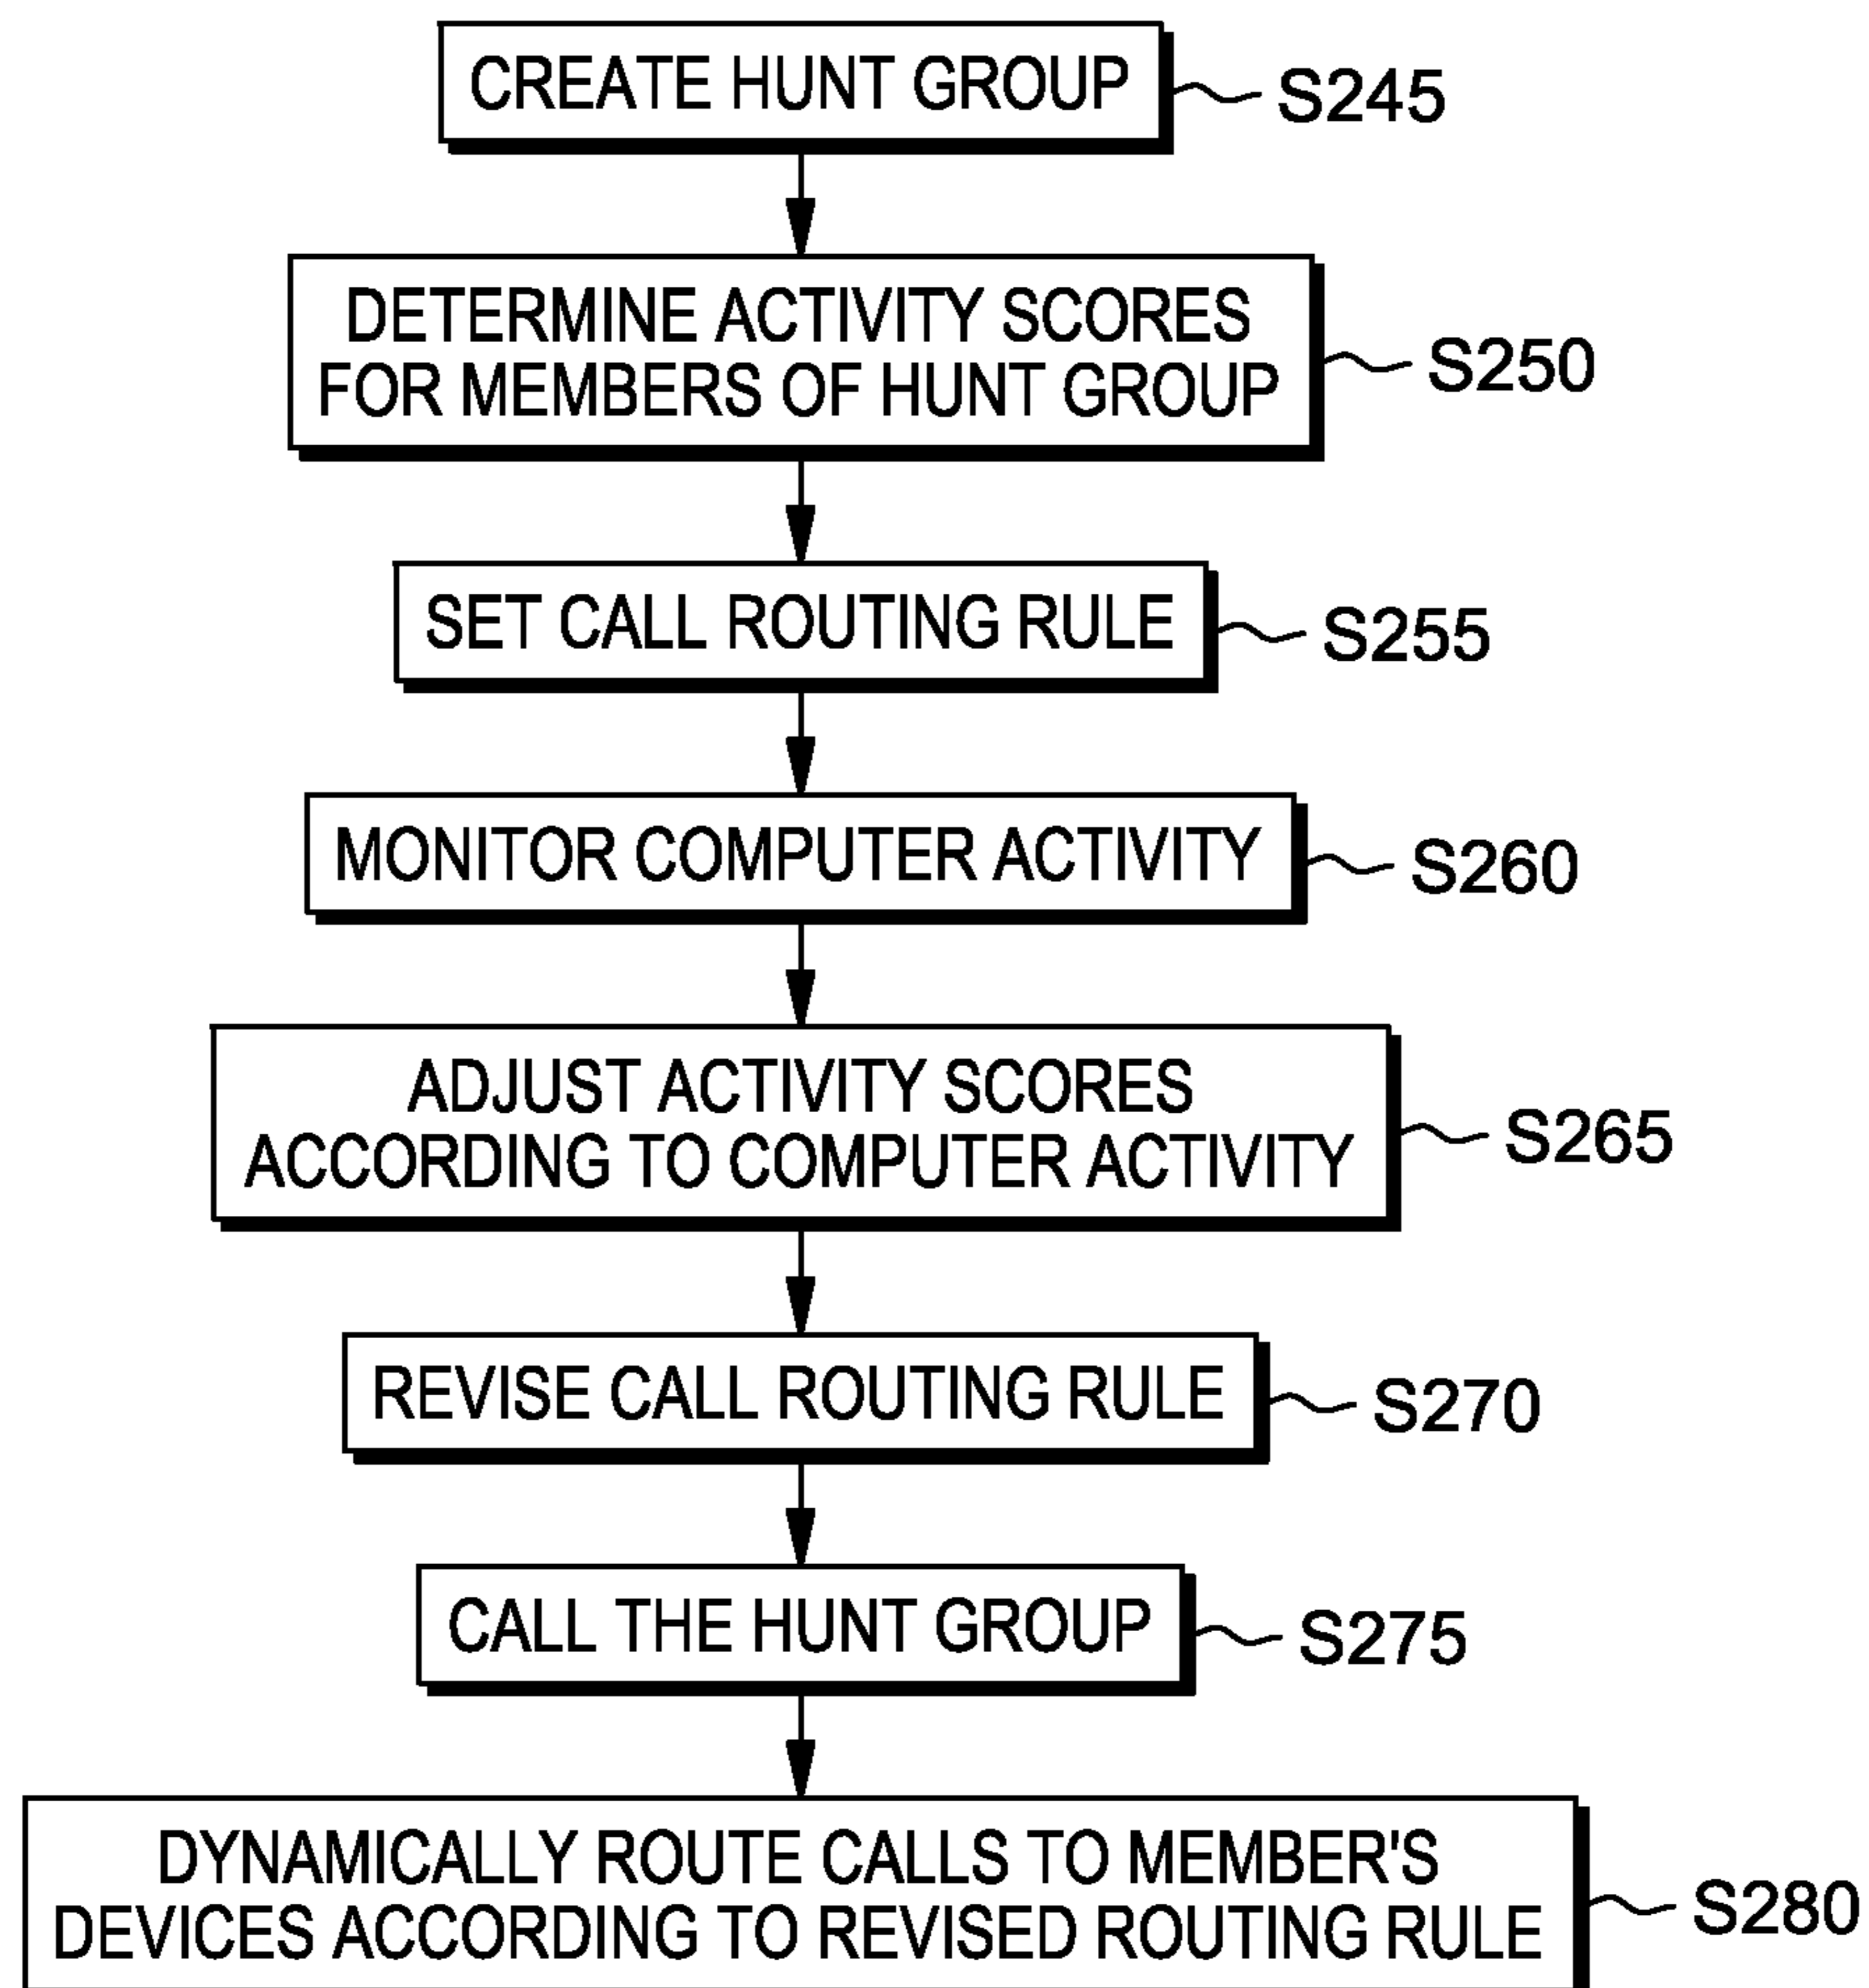 CREATE HUNT GROUP
S245
DETERMINE ACTIVITY SCORES
FOR MEMBERS OF HUNT GROUP
S250
SET CALL ROUTING RULE
S255
MONITOR COMPUTER ACTIVITY
S260
ADJUST ACTIVITY SCORES
ACCORDING TO COMPUTER ACTIVITY
S265
REVISE CALL ROUTING RULE
S270
CALL THE HUNT GROUP
S275
DYNAMICALLY ROUTE CALLS TO MEMBER'S
DEVICES ACCORDING TO REVISED ROUTING RULE
S280